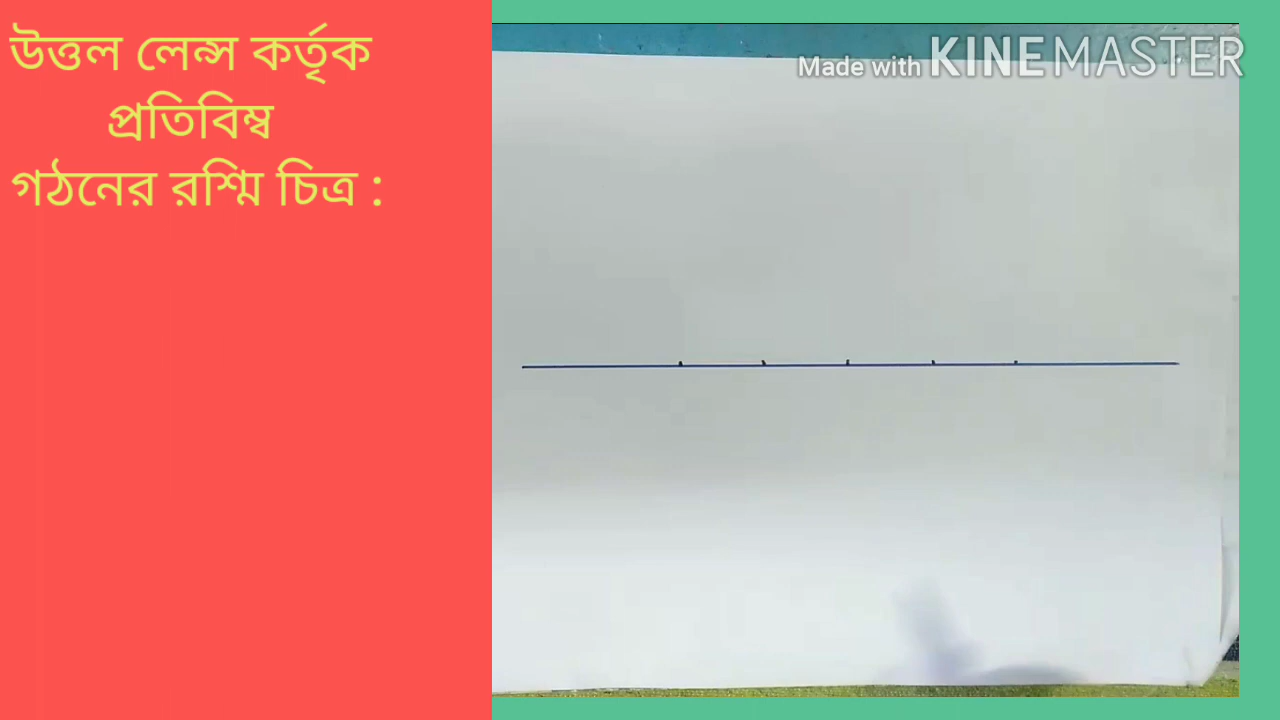 উত্তল লেন্স কর্তৃক
প্রতিবিম্ব
গঠনের রশ্মি চিত্র :
Made with KINEMASTER